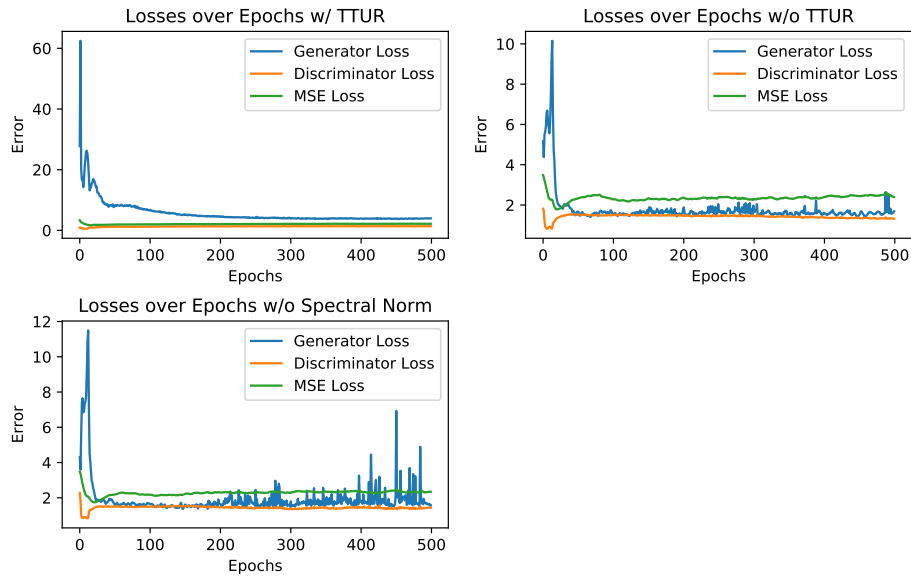 Losses over Epochs w/ TTUR
Error
60
40
20
0
Generator Loss
Discriminator Loss
MSE Loss
0 100 200 300 400 500
Epochs
Losses over Epochs w/o TTUR
Error
10
8
6
4
2
Generator Loss
Discriminator Loss
MSE Loss
0 100 200 300 400 500
Epochs
Losses over Epochs w/o Spectral Norm
Error
12
10
8
6
4
2
Generator Loss
Discriminator Loss
MSE Loss
0 100 200 300 400 500
Epochs